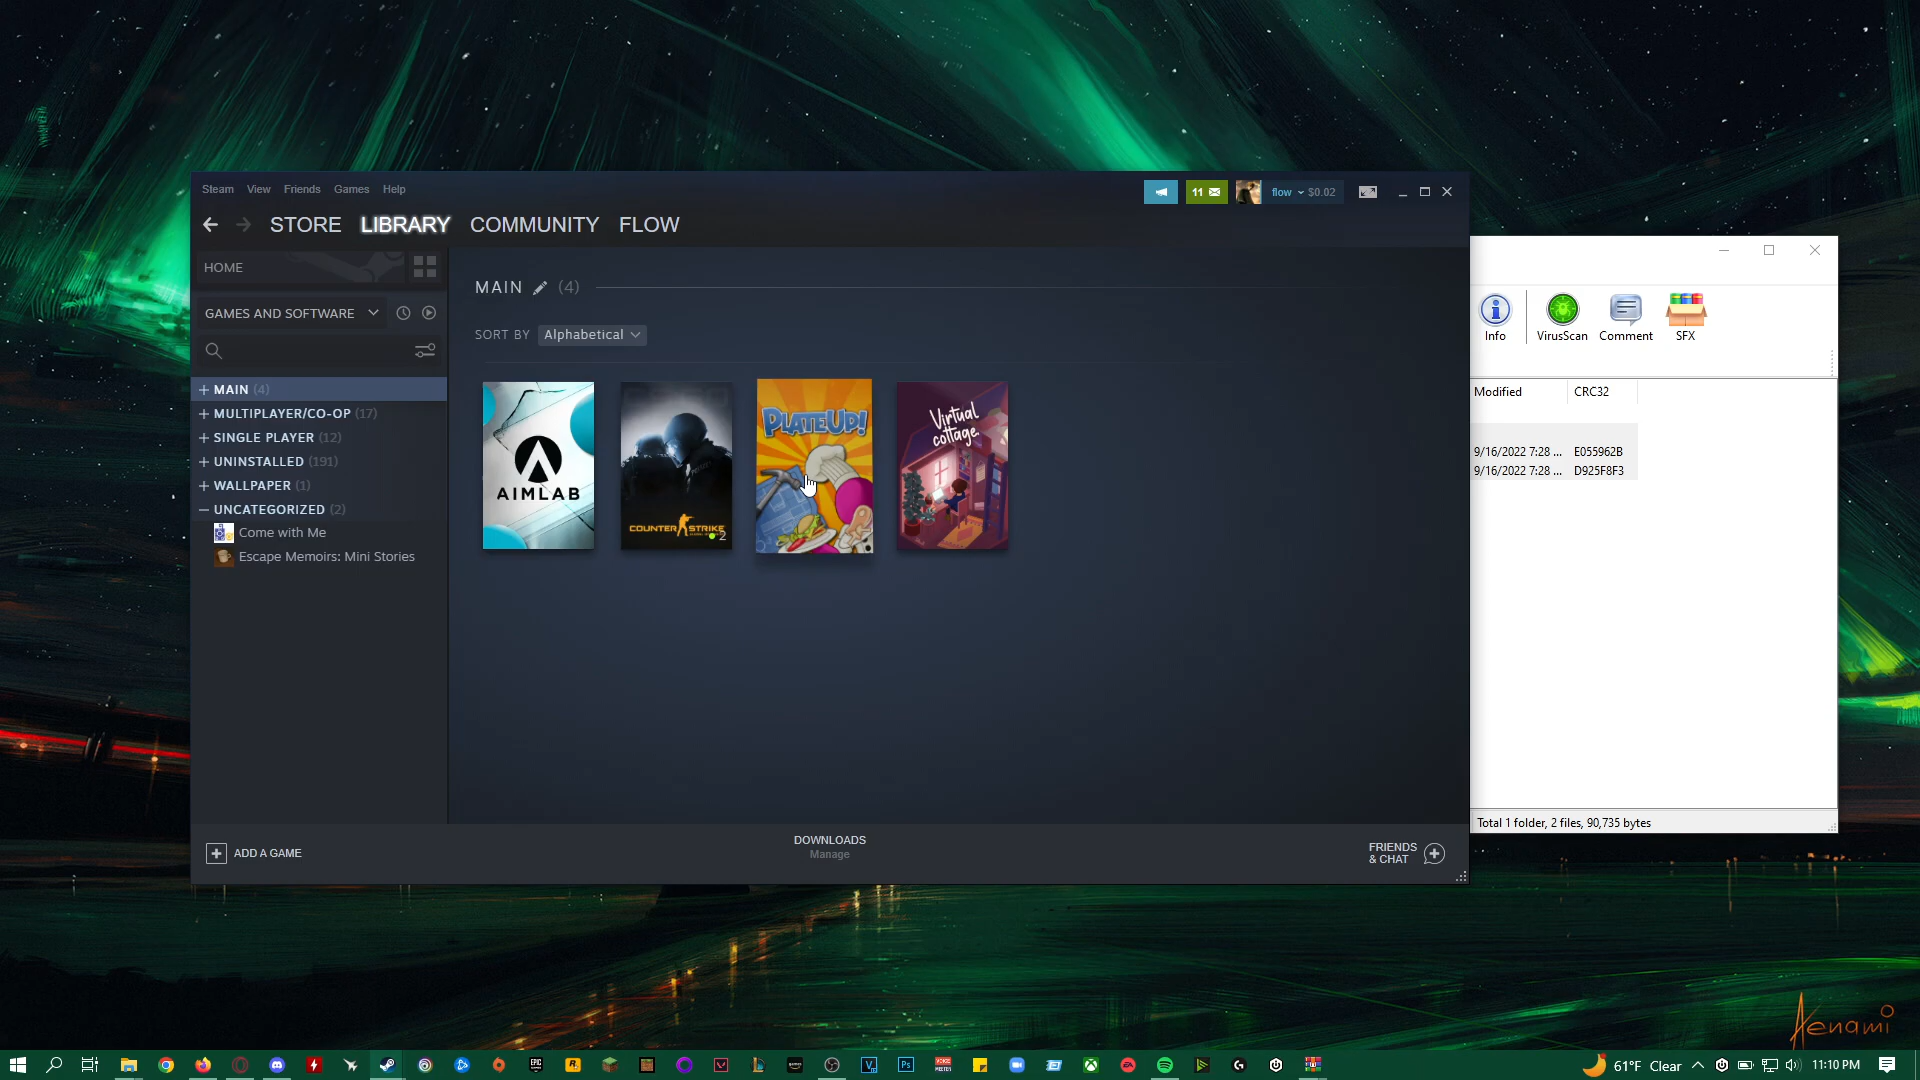 Steam View Friends Games Help
11 flow $0.02
STORE LIBRARY COMMUNITY FLOW
HOME
GAMES AND SOFTWARE
MAIN (4)
SORT BY Alphabetical
MAIN (4)
MULTIPLAYER/CO-OP (17)
SINGLE PLAYER (12)
UNINSTALLED (191)
WALLPAPER (1)
UNCATEGORIZED (2)
Come with Me
Escape Memoirs: Mini Stories
AIMLAB
COUNTER STRIKE
2
PLATEUP!
Virtual
cottage
ADD A GAME
DOWNLOADS
Manage
FRIENDS
& CHAT
Info VirusScan Comment SFX
Modified CRC32
9/16/2022 7:28 ... E055962B
9/16/2022 7:28 ... D925F8F3
Total 1 folder, 2 files, 90,735 bytes
Aenami
61°F Clear 11:10 PM